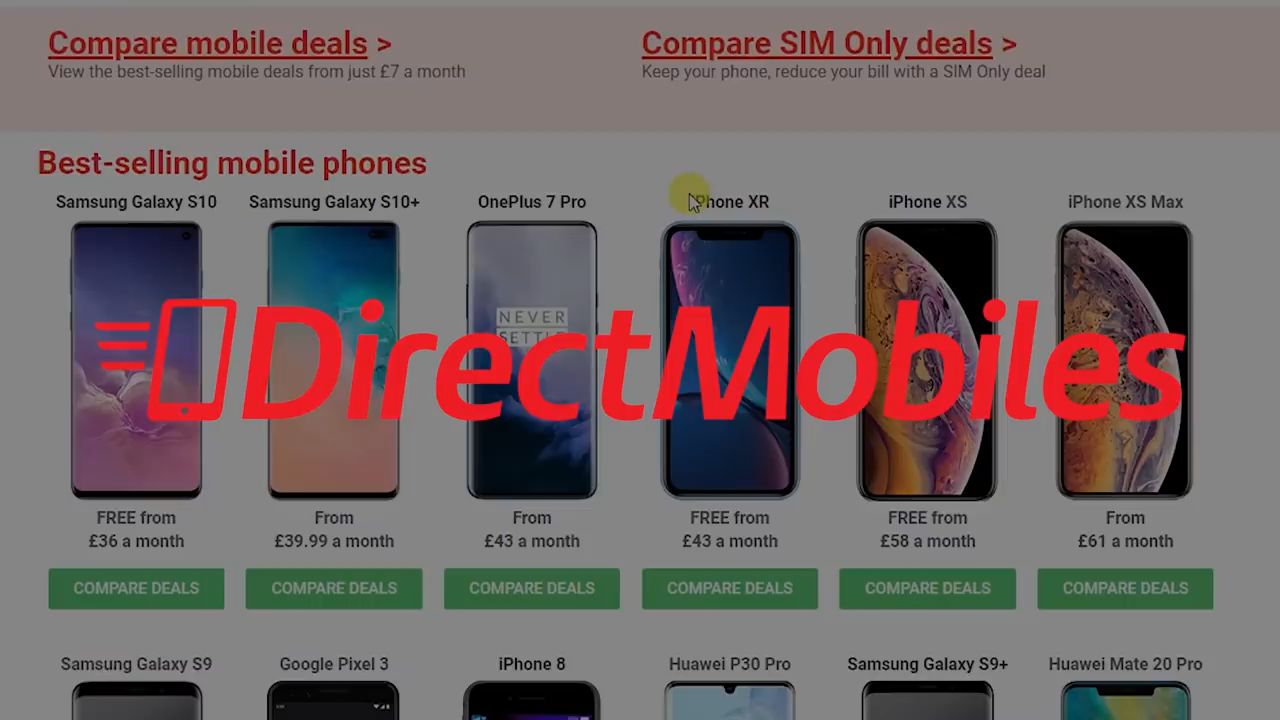 Compare mobile deals >
View the best-selling mobile deals from just £7 a month
Compare SIM Only deals >
Keep your phone, reduce your bill with a SIM Only deal
Best-selling mobile phones
Samsung Galaxy S10
Samsung Galaxy S10+
OnePlus 7 Pro
iPhone XR
iPhone XS
iPhone XS Max
NEVER
SETTLE
DirectMobiles
FREE from
£36 a month
From
£39.99 a month
From
£43 a month
FREE from
£43 a month
FREE from
£58 a month
From
£61 a month
COMPARE DEALS
COMPARE DEALS
COMPARE DEALS
COMPARE DEALS
COMPARE DEALS
COMPARE DEALS
Samsung Galaxy S9
Google Pixel 3
iPhone 8
Huawei P30 Pro
Samsung Galaxy S9+
Huawei Mate 20 Pro